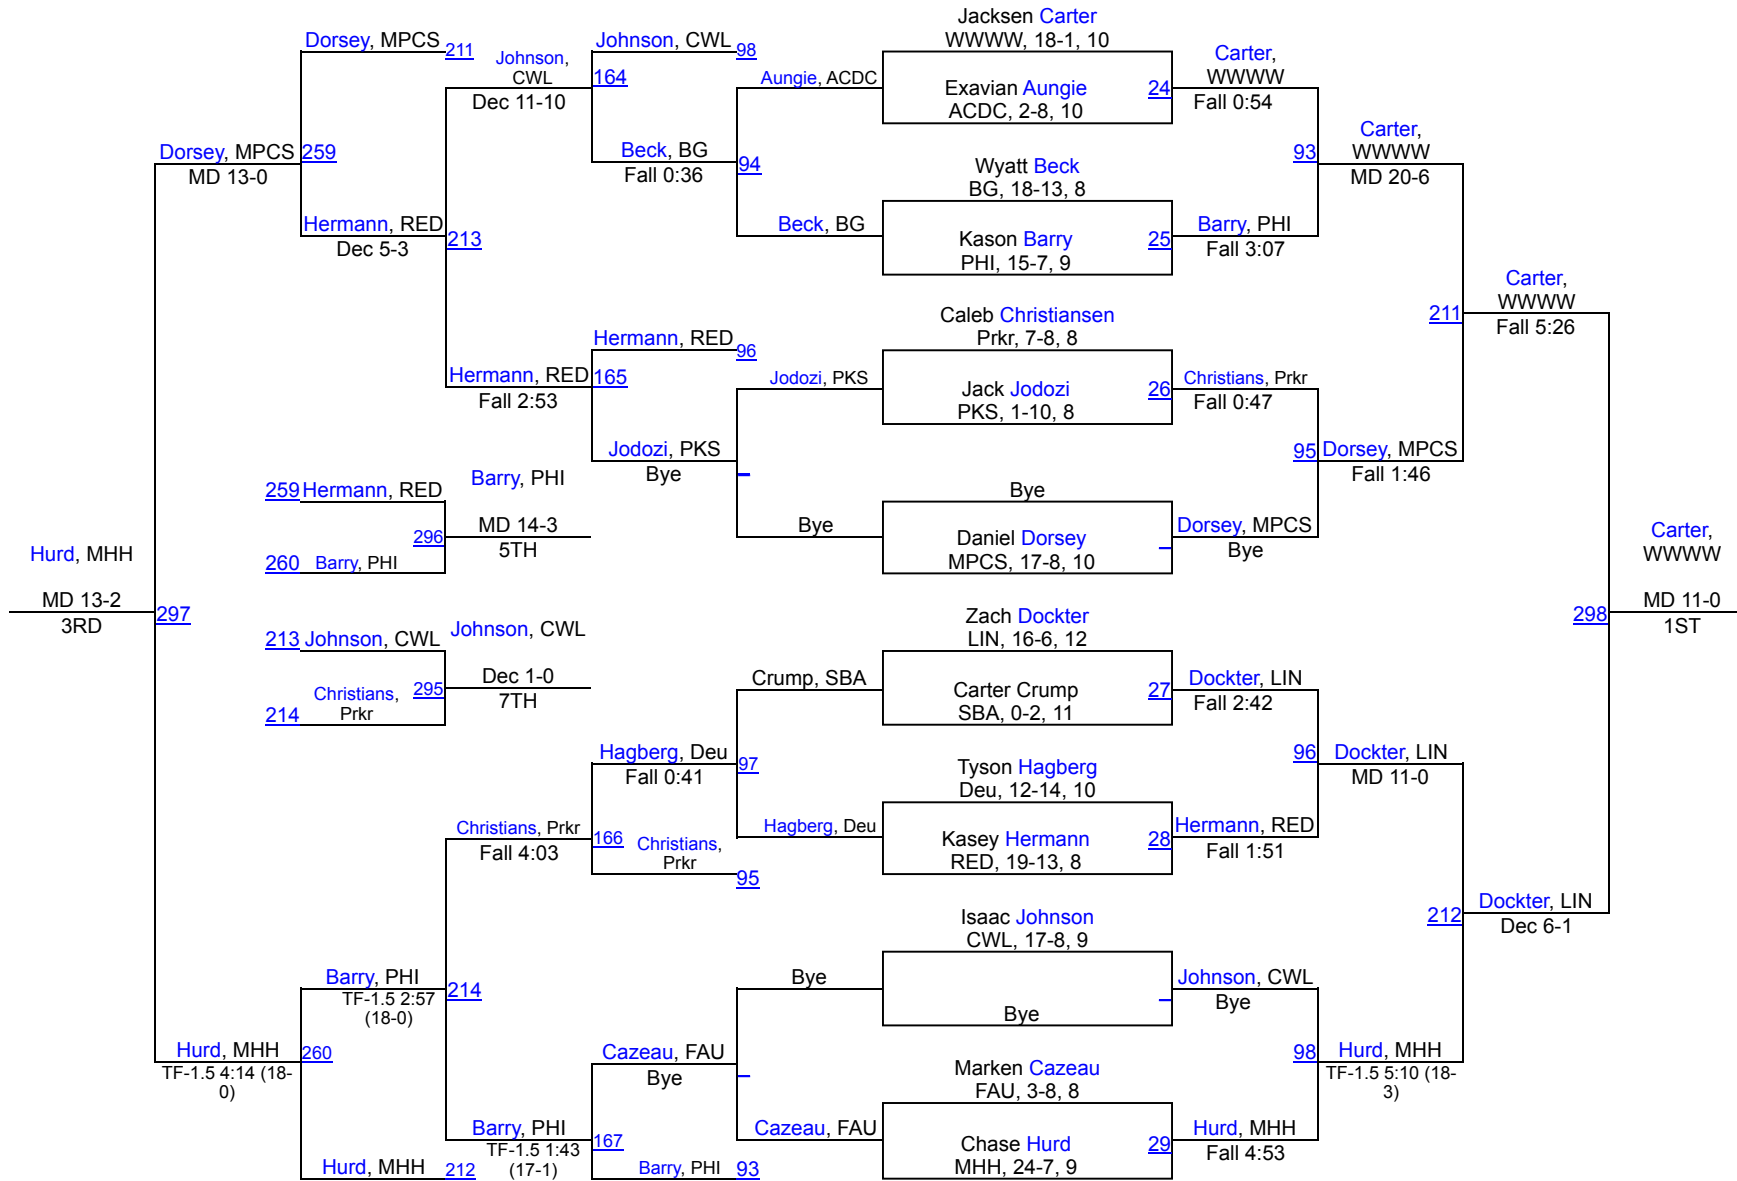 Jacksen Carter
WWWW, 18-1, 10
Dorsey, MPCS
211
Johnson,
CWL
Dec 11-10
Johnson, CWL
98
164
Aungie, ACDC
Exavian Aungie
ACDC, 2-8, 10
24
Carter,
WWWW
Fall 0:54
Dorsey, MPCS
MD 13-0
259
Beck, BG
Fall 0:36
94
Wyatt Beck
BG, 18-13, 8
93
Carter,
WWWW
MD 20-6
Hermann, RED
Dec 5-3
213
Beck, BG
Kason Barry
PHI, 15-7, 9
25
Barry, PHI
Fall 3:07
Carter,
WWWW
Fall 5:26
211
Caleb Christiansen
Prkr, 7-8, 8
Hermann, RED
96
Hermann, RED
Fall 2:53
165
Jodozi, PKS
Jack Jodozi
PKS, 1-10, 8
26
Christians, Prkr
Fall 0:47
Jodozi, PKS
Bye
95
Dorsey, MPCS
Fall 1:46
259
Hermann, RED
Barry, PHI
MD 14-3
5TH
296
260
Barry, PHI
Bye
Bye
Daniel Dorsey
MPCS, 17-8, 10
Dorsey, MPCS
Bye
Hurd, MHH
MD 13-2
3RD
297
Carter,
WWWW
MD 11-0
1ST
298
213
Johnson, CWL
Johnson, CWL
Dec 1-0
7TH
295
214
Christians,
Prkr
Zach Dockter
LIN, 16-6, 12
Crump, SBA
Carter Crump
SBA, 0-2, 11
27
Dockter, LIN
Fall 2:42
Hagberg, Deu
Fall 0:41
97
Tyson Hagberg
Deu, 12-14, 10
96
Dockter, LIN
MD 11-0
Christians, Prkr
Fall 4:03
166
Christians,
Prkr
95
Hagberg, Deu
Kasey Hermann
RED, 19-13, 8
28
Hermann, RED
Fall 1:51
212
Dockter, LIN
Dec 6-1
Isaac Johnson
CWL, 17-8, 9
Barry, PHI
TF-1.5 2:57
(18-0)
214
Bye
Bye
Johnson, CWL
Bye
Hurd, MHH
TF-1.5 4:14 (18-
0)
260
Cazeau, FAU
Bye
Marken Cazeau
FAU, 3-8, 8
98
Hurd, MHH
TF-1.5 5:10 (18-
3)
Barry, PHI
TF-1.5 1:43
(17-1)
167
Cazeau, FAU
Chase Hurd
MHH, 24-7, 9
29
Hurd, MHH
Fall 4:53
Hurd, MHH
212
Barry, PHI
93